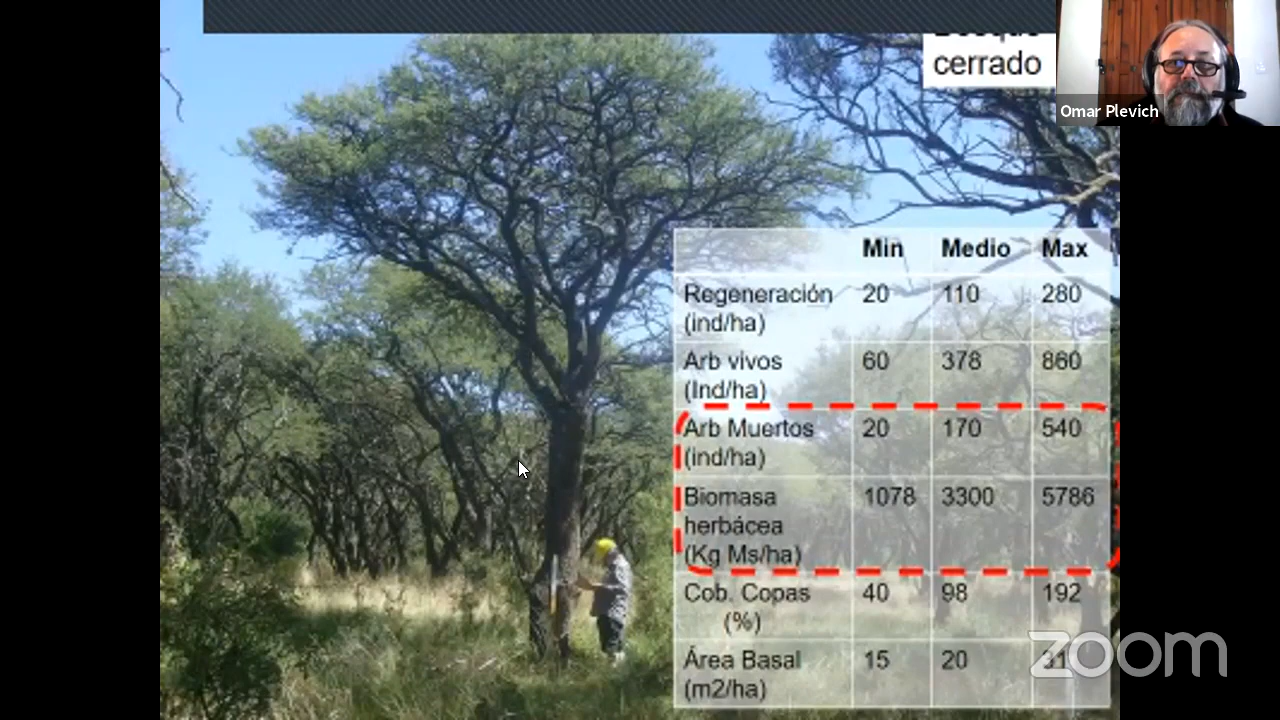 Bosque
cerrado
Omar Plevich
Min Medio Max
Regeneración 20 110 280
(ind/ha)
Arb vivos 60 378 860
(Ind/ha)
Arb Muertos 20 170 540
(ind/ha)
Biomasa 1078 3300 5786
herbácea
(Kg Ms/ha)
Cob. Copas 40 98 192
(%)
Área Basal 15 20 31
(m2/ha)
zoom